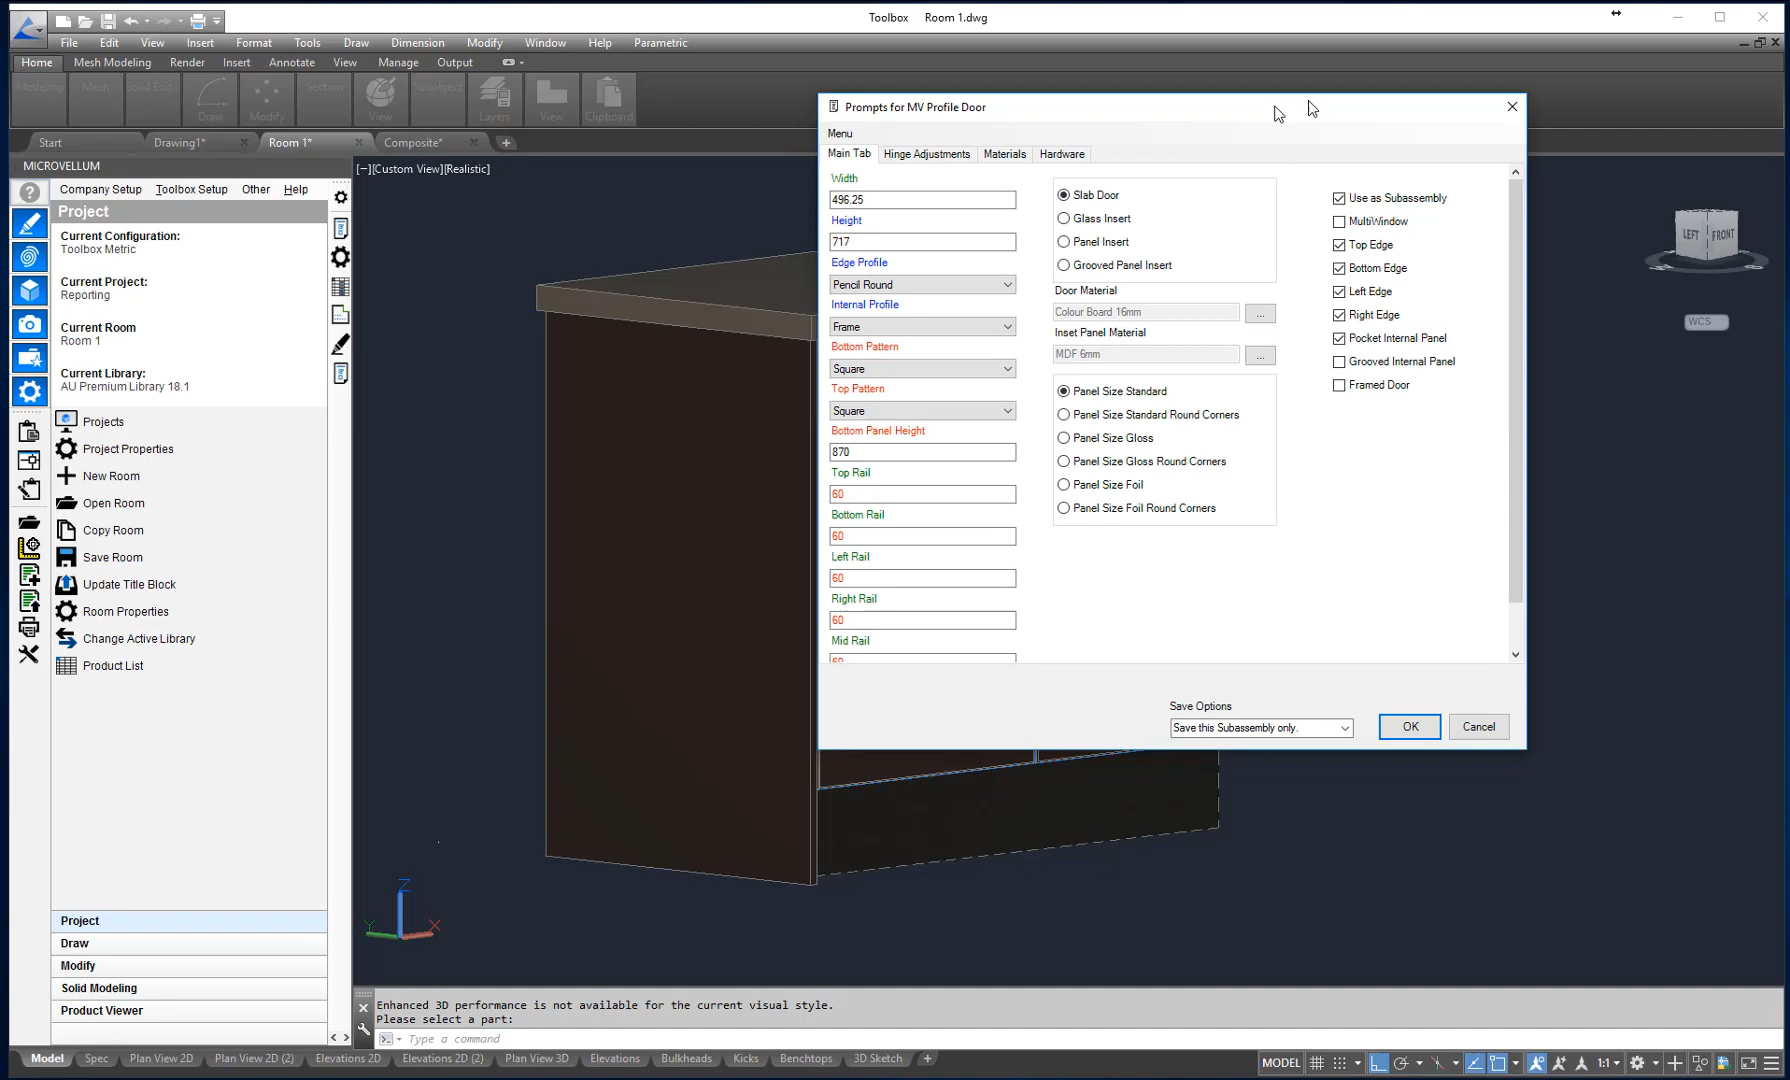 Toolbox Room 1.dwg
File Edit View Insert Format Tools Draw Dimension Modify Window Help Parametric
Home Mesh Modeling Render Insert Annotate View Manage Output
Modeling Mesh Solid Edit Draw Modify Section View Subobject Layers View Clipboard
Start Drawing1* Room 1* Composite*
MICROVELLUM
Company Setup Toolbox Setup Other Help
Project
Current Configuration:
Toolbox Metric
Current Project:
Reporting
Current Room
Room 1
Current Library:
AU Premium Library 18.1
Projects
Project Properties
New Room
Open Room
Copy Room
Save Room
Update Title Block
Room Properties
Change Active Library
Product List
Project
Draw
Modify
Solid Modeling
Product Viewer
[−][Custom View][Realistic]
LEFT FRONT
WCS
Z
Y X
Prompts for MV Profile Door
Menu
Main Tab Hinge Adjustments Materials Hardware
Width
496.25
Height
717
Edge Profile
Pencil Round
Internal Profile
Frame
Bottom Pattern
Square
Top Pattern
Square
Bottom Panel Height
870
Top Rail
60
Bottom Rail
60
Left Rail
60
Right Rail
60
Mid Rail
60
Slab Door
Glass Insert
Panel Insert
Grooved Panel Insert
Door Material
Colour Board 16mm ...
Inset Panel Material
MDF 6mm ...
Panel Size Standard
Panel Size Standard Round Corners
Panel Size Gloss
Panel Size Gloss Round Corners
Panel Size Foil
Panel Size Foil Round Corners
Use as Subassembly
MultiWindow
Top Edge
Bottom Edge
Left Edge
Right Edge
Pocket Internal Panel
Grooved Internal Panel
Framed Door
Save Options
Save this Subassembly only. OK Cancel
Enhanced 3D performance is not available for the current visual style.
Please select a part:
Type a command
Model Spec Plan View 2D Plan View 2D (2) Elevations 2D Elevations 2D (2) Plan View 3D Elevations Bulkheads Kicks Benchtops 3D Sketch
MODEL 1:1